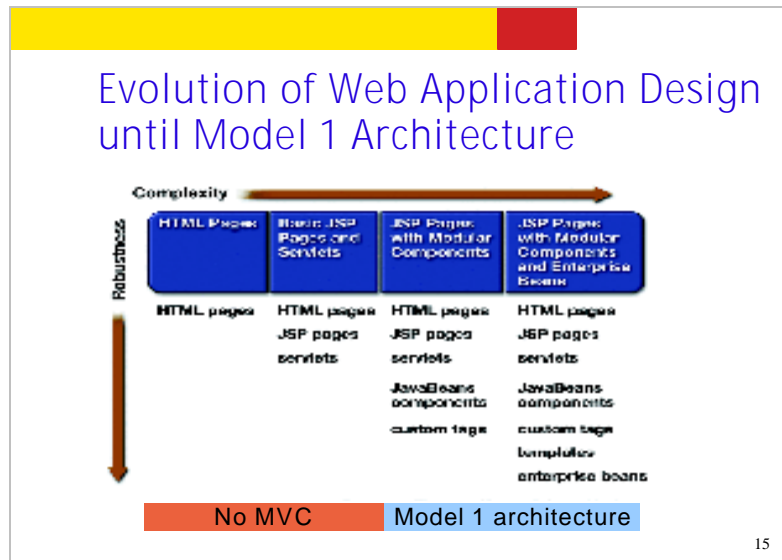 Evolution of Web Application Design
until Model 1 Architecture
Complexity
Robustness
HTML Pages
Basic JSP
Pages and
Servlets
JSP Pages
with Modular
Components
JSP Pages
with Modular
Components
and Enterprise
Beans
HTML pages
HTML pages
JSP pages
servlets
HTML pages
JSP pages
servlets
JavaBeans
components
custom tags
HTML pages
JSP pages
servlets
JavaBeans
components
custom tags
templates
enterprise beans
No MVC
Model 1 architecture
15